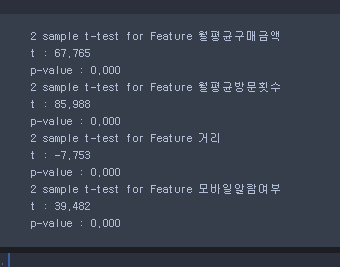 2 sample t-test for Feature 월평균구매금액
t : 67.765
p-value : 0.000
2 sample t-test for Feature 월평균방문횟수
t : 85.988
p-value : 0.000
2 sample t-test for Feature 거리
t : -7.753
p-value : 0.000
2 sample t-test for Feature 모바일알람여부
t : 39.482
p-value : 0.000